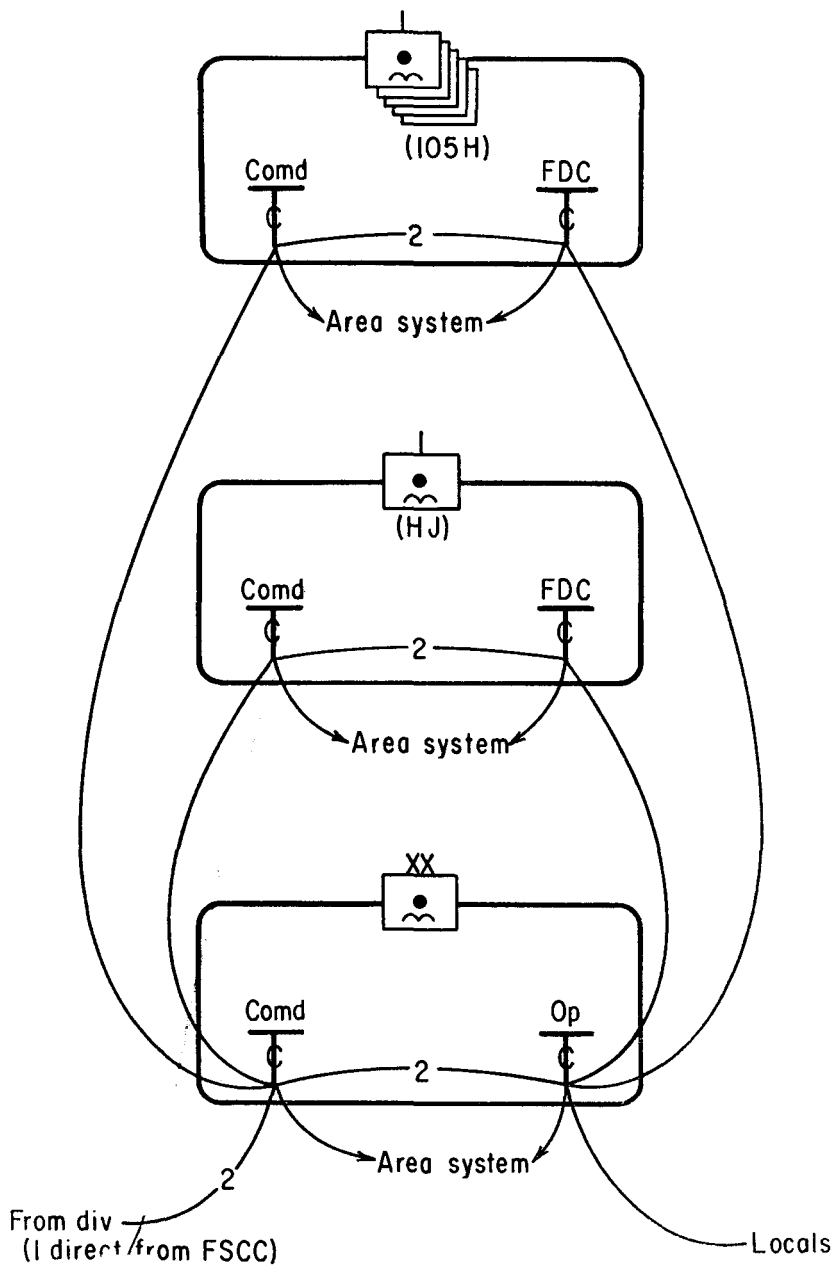 (105H)
Comd FDC
C C
2
Area system
(HJ)
Comd FDC
C C
2
Area system
XX
Comd Op
C C
2
Area system
2
From div
(1 direct from FSCC)
Locals